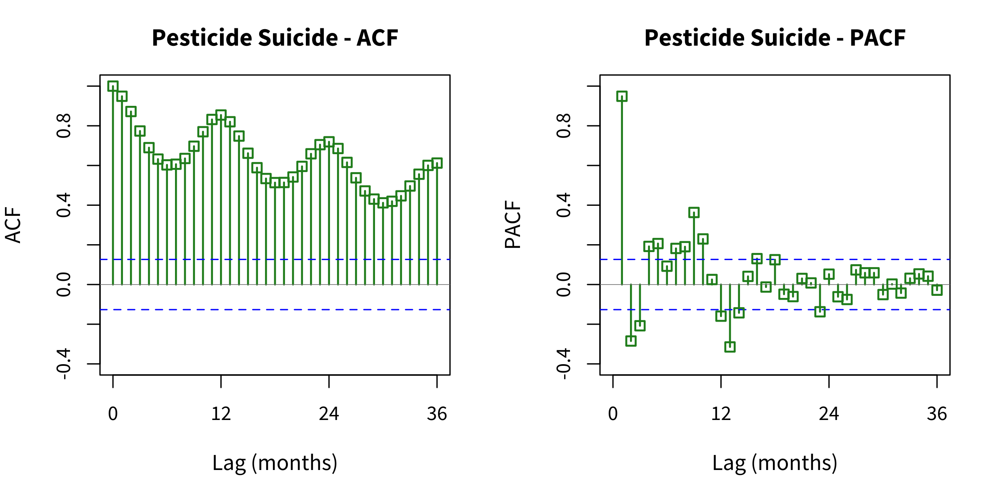 Pesticide Suicide - ACF
ACF
0.8
0.4
0.0
-0.4
0 12 24 36
Lag (months)
Pesticide Suicide - PACF
PACF
0.8
0.4
0.0
-0.4
0 12 24 36
Lag (months)